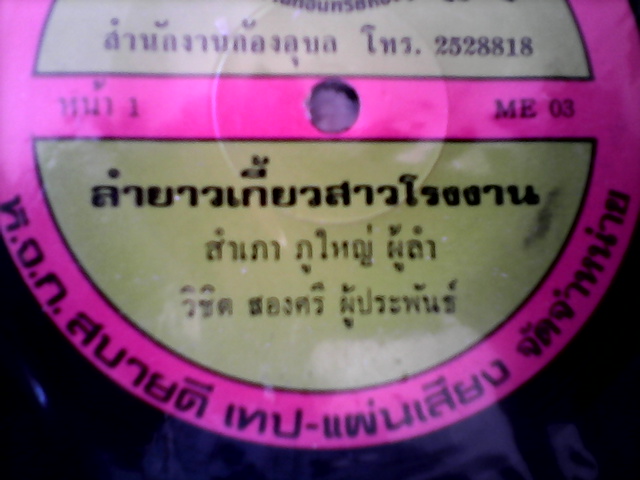 สำนักงานก้องอุบล โทร. 2528818
หน้า 1
ME 03
ลำยาวเกี้ยวสาวโรงงาน
สำเภา ภูใหญ่ ผู้ลำ
วิชิต สองศรี ผู้ประพันธ์
ห.จ.ก. สบายดี เทป-แผ่นเสียง จัดจำหน่าย